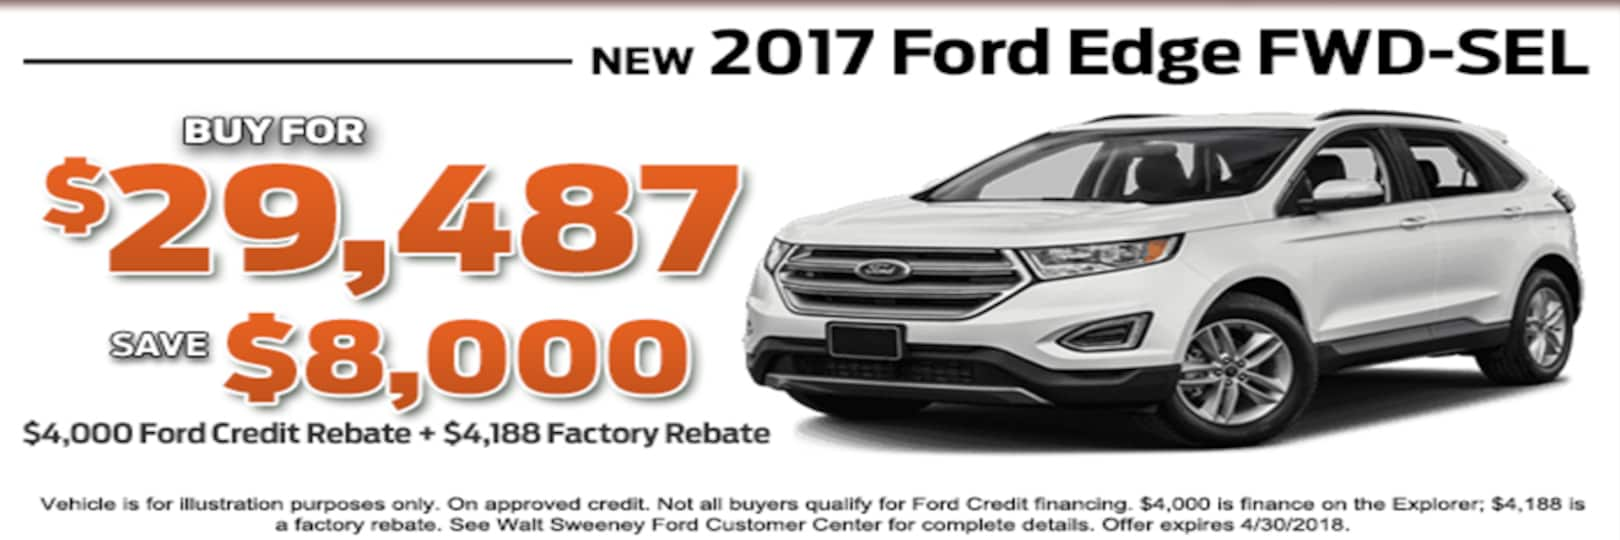 NEW 2017 Ford Edge FWD-SEL
BUY FOR
$29,487
SAVE $8,000
$4,000 Ford Credit Rebate + $4,188 Factory Rebate
Ford
Vehicle is for illustration purposes only. On approved credit. Not all buyers qualify for Ford Credit financing. $4,000 is finance on the Explorer; $4,188 is
a factory rebate. See Walt Sweeney Ford Customer Center for complete details. Offer expires 4/30/2018.